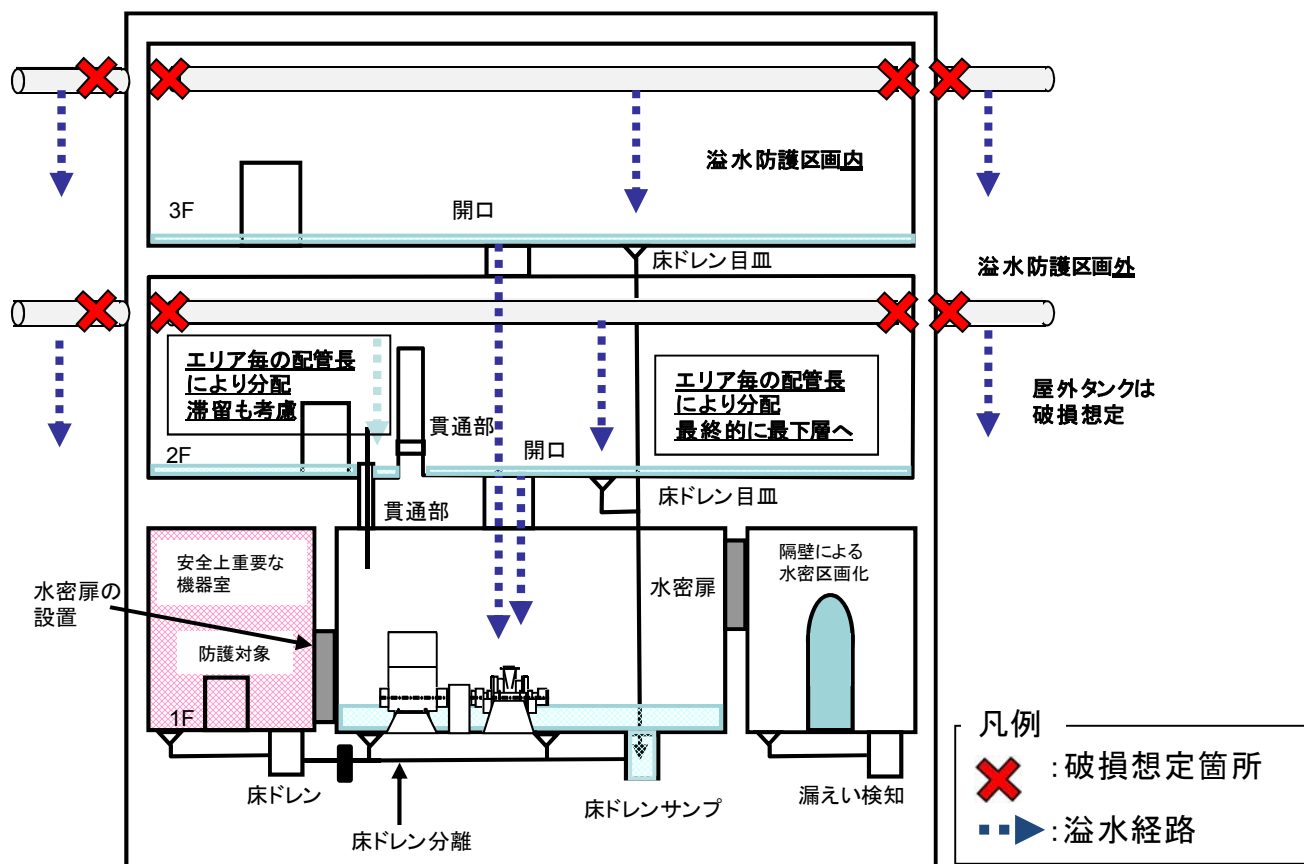 溢水防護区画内
3F
開口
床ドレン目皿
溢水防護区画外
エリア毎の配管長
により分配
滞留も考慮
エリア毎の配管長
により分配
最終的に最下層へ
屋外タンクは
破損想定
貫通部
2F
開口
床ドレン目皿
貫通部
安全上重要な
機器室
水密扉の
設置
防護対象
1F
水密扉
隔壁による
水密区画化
床ドレン
床ドレン分離
床ドレンサンプ
漏えい検知
凡例
:破損想定箇所
:溢水経路